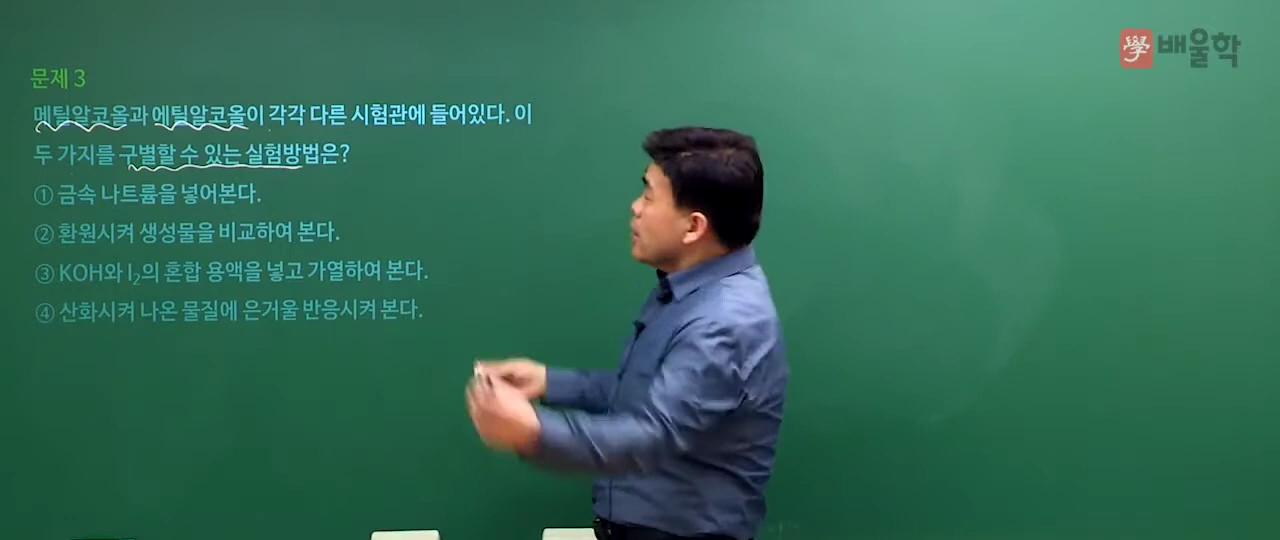 學 배울학
문제 3
메틸알코올과 에틸알코올이 각각 다른 시험관에 들어있다. 이
두 가지를 구별할 수 있는 실험방법은?
① 금속 나트륨을 넣어본다.
② 환원시켜 생성물을 비교하여 본다.
③ KOH와 I₂의 혼합 용액을 넣고 가열하여 본다.
④ 산화시켜 나온 물질에 은거울 반응시켜 본다.